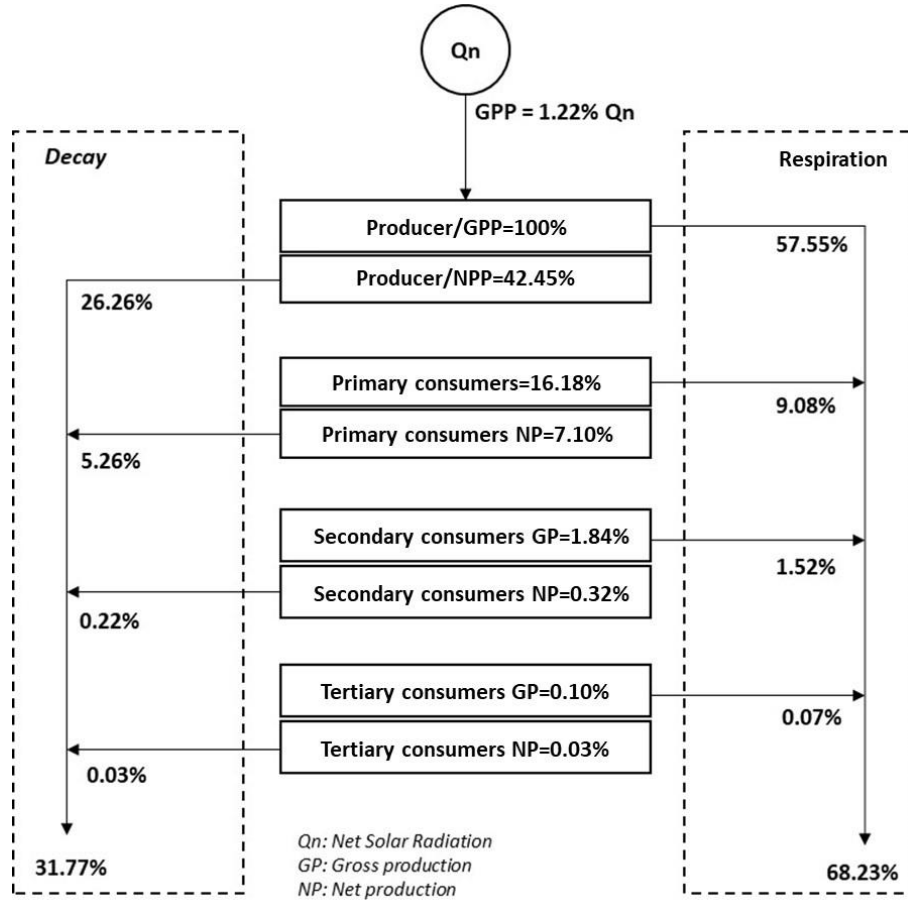 Qn
GPP = 1.22% Qn
Decay
Respiration
Producer/GPP=100%
57.55%
Producer/NPP=42.45%
26.26%
Primary consumers=16.18%
9.08%
Primary consumers NP=7.10%
5.26%
Secondary consumers GP=1.84%
1.52%
Secondary consumers NP=0.32%
0.22%
Tertiary consumers GP=0.10%
0.07%
Tertiary consumers NP=0.03%
0.03%
31.77%
68.23%
Qn: Net Solar Radiation
GP: Gross production
NP: Net production